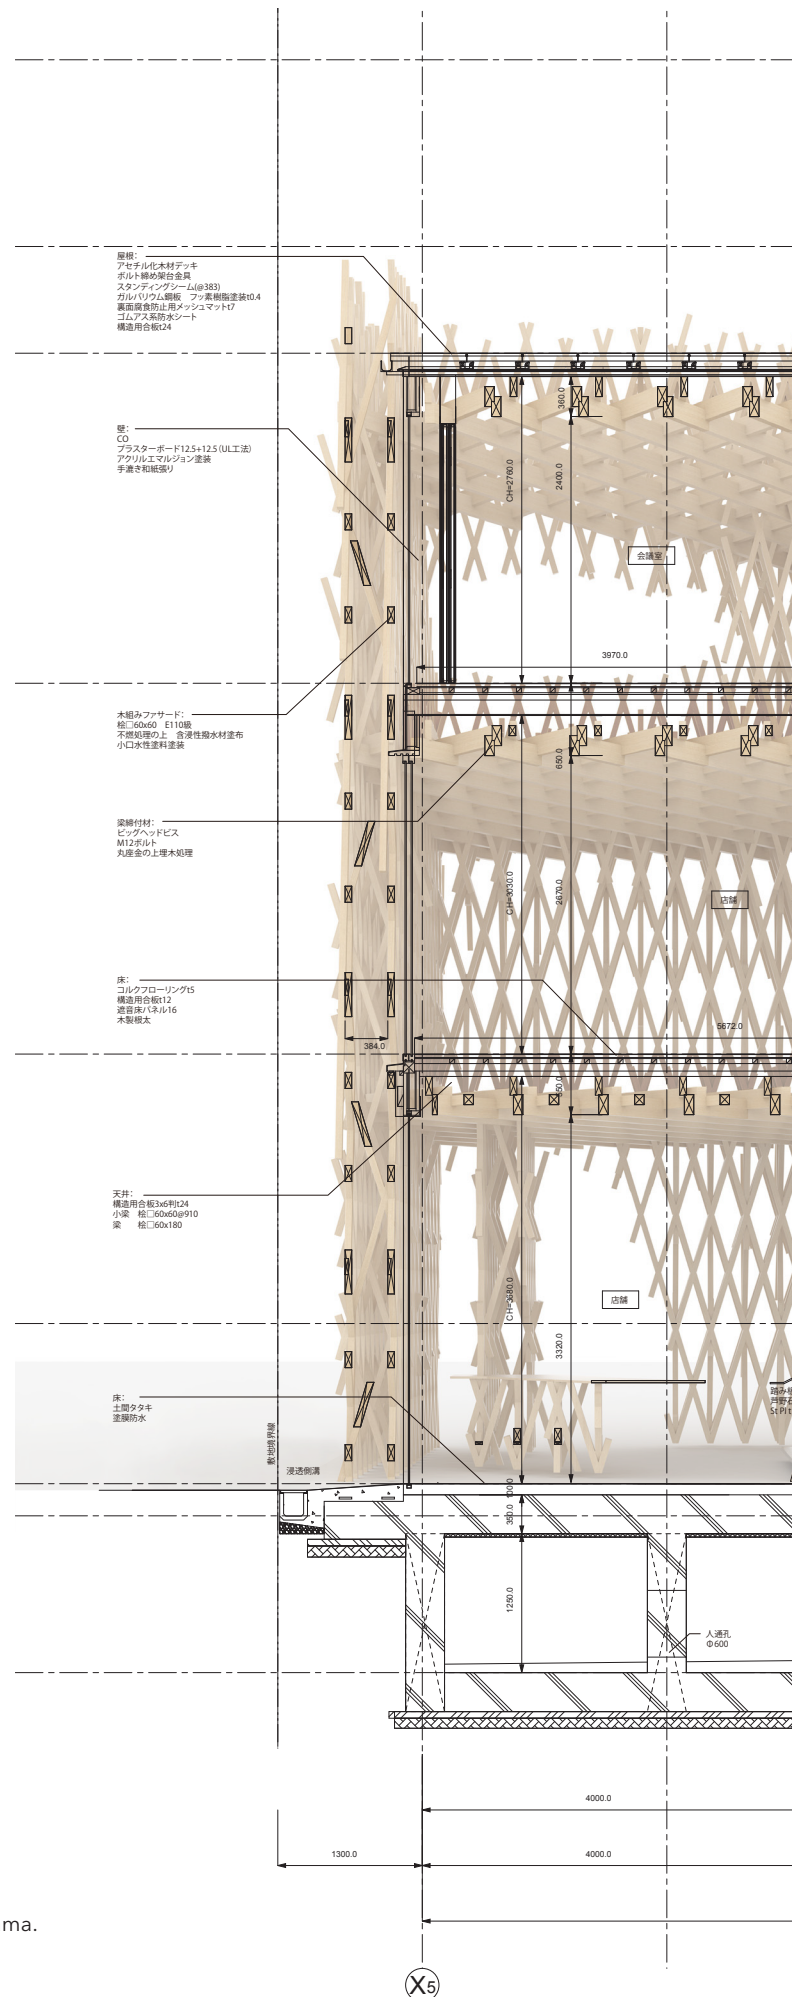 屋根:
アセチル化木材デッキ
ボルト締め架台金具
スタンディングシーム(@383)
ガルバリウム鋼板 フッ素樹脂塗装t0.4
裏面腐食防止用メッシュマットt7
ゴムアス系防水シート
構造用合板t24
360.0
壁:
CO
プラスターボード12.5+12.5(UL工法)
アクリルエマルジョン塗装
手漉き和紙張り
CH=2760.0
2400.0
会議室
3970.0
木組みファサード:
桧□60x60 E110級
不燃処理の上 含浸性撥水材塗布
小口水性塗料塗装
650.0
梁締付材:
ビッグヘッドビス
M12ボルト
丸座金の上埋木処理
CH=3030.0
2670.0
店舗
床:
コルクフローリングt5
構造用合板t12
遮音床パネル16
木製根太
384.0
5672.0
天井:
構造用合板3x6判t24
小梁 桧□60x60@910
梁 桧□60x180
CH=3680.0
店舗
3320.0
床:
土間タタキ
塗膜防水
敷地境界線
浸透側溝
踏み板
芦野石
St Pl t
100.0
350.0
1250.0
人通孔
Φ600
4000.0
1300.0
4000.0
ma.
X5